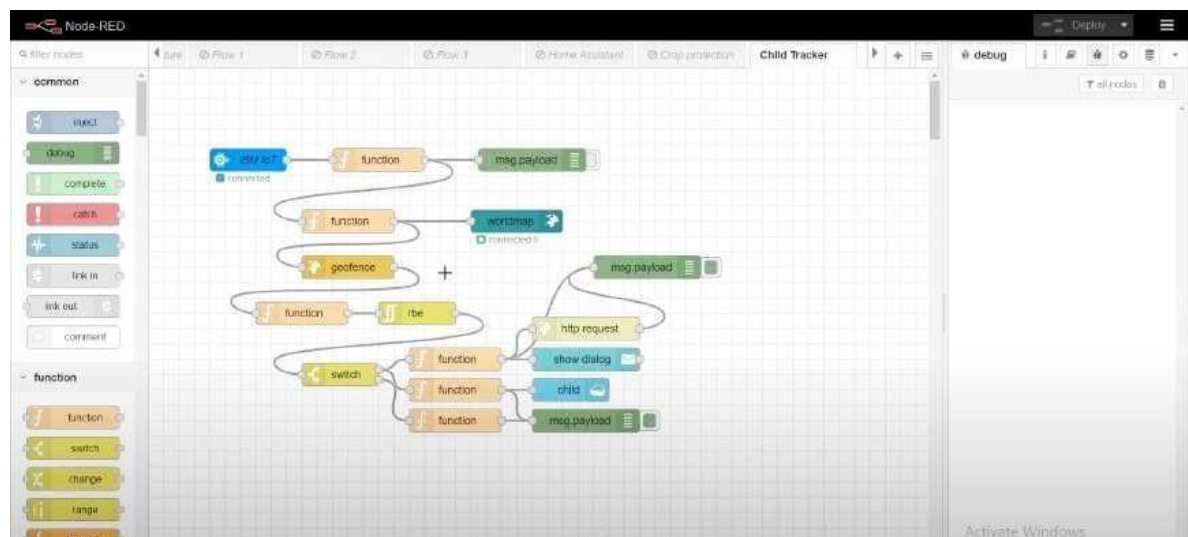 Node-RED
Deploy
filter nodes
Flow 1
Flow 2
Flow 3
Home Assistant
Crop protection
Child Tracker
debug
all nodes
common
inject
debug
complete
catch
status
link in
link out
comment
function
function
switch
change
range
IBM IoT
connected
function
msg.payload
function
worldmap
geofence
msg.payload
function
rbe
http request
switch
function
show dialog
function
child
function
msg.payload
Activate Windows